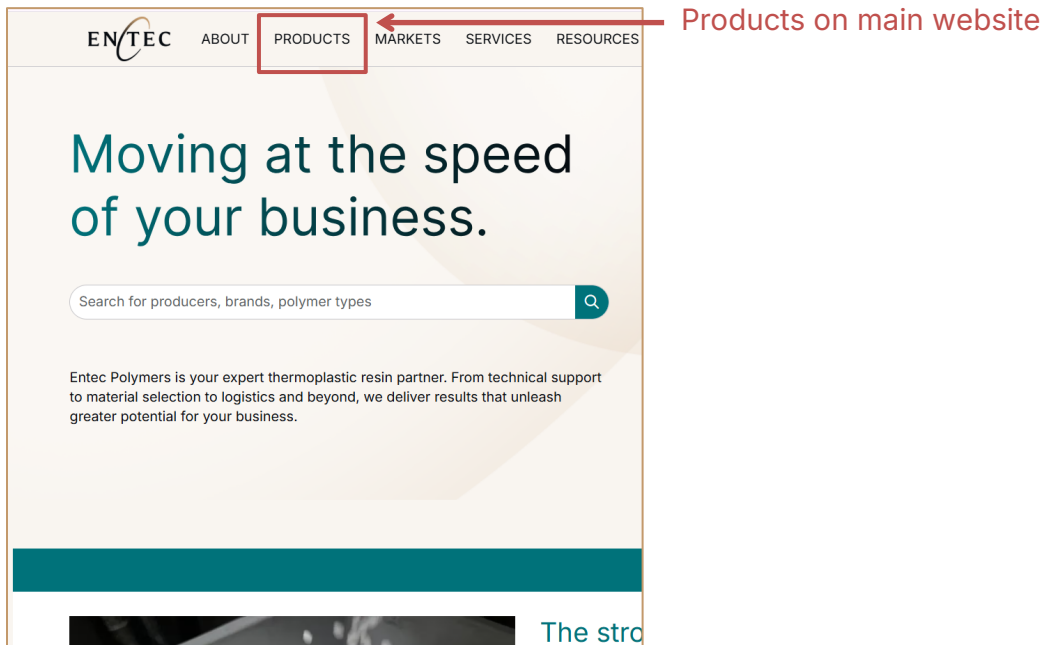 Products on main website
ENTEC ABOUT PRODUCTS MARKETS SERVICES RESOURCES
Moving at the speed
of your business.
Search for producers, brands, polymer types
Entec Polymers is your expert thermoplastic resin partner. From technical support
to material selection to logistics and beyond, we deliver results that unleash
greater potential for your business.
The stro